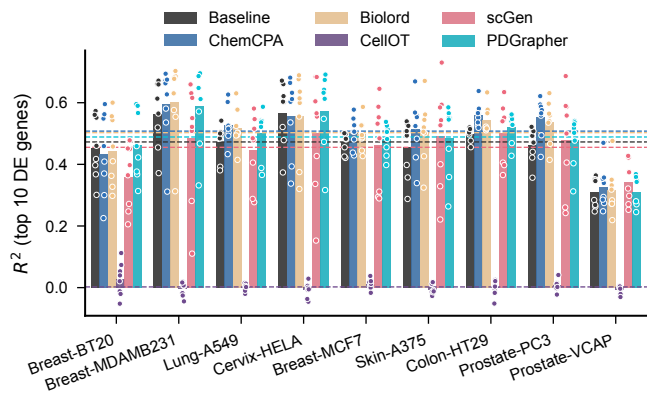 Baseline Biolord scGen
ChemCPA CellOT PDGrapher
R² (top 10 DE genes)
0.6
0.4
0.2
0.0
Breast-BT20
Breast-MDAMB231
Lung-A549
Cervix-HELA
Breast-MCF7
Skin-A375
Colon-HT29
Prostate-PC3
Prostate-VCAP